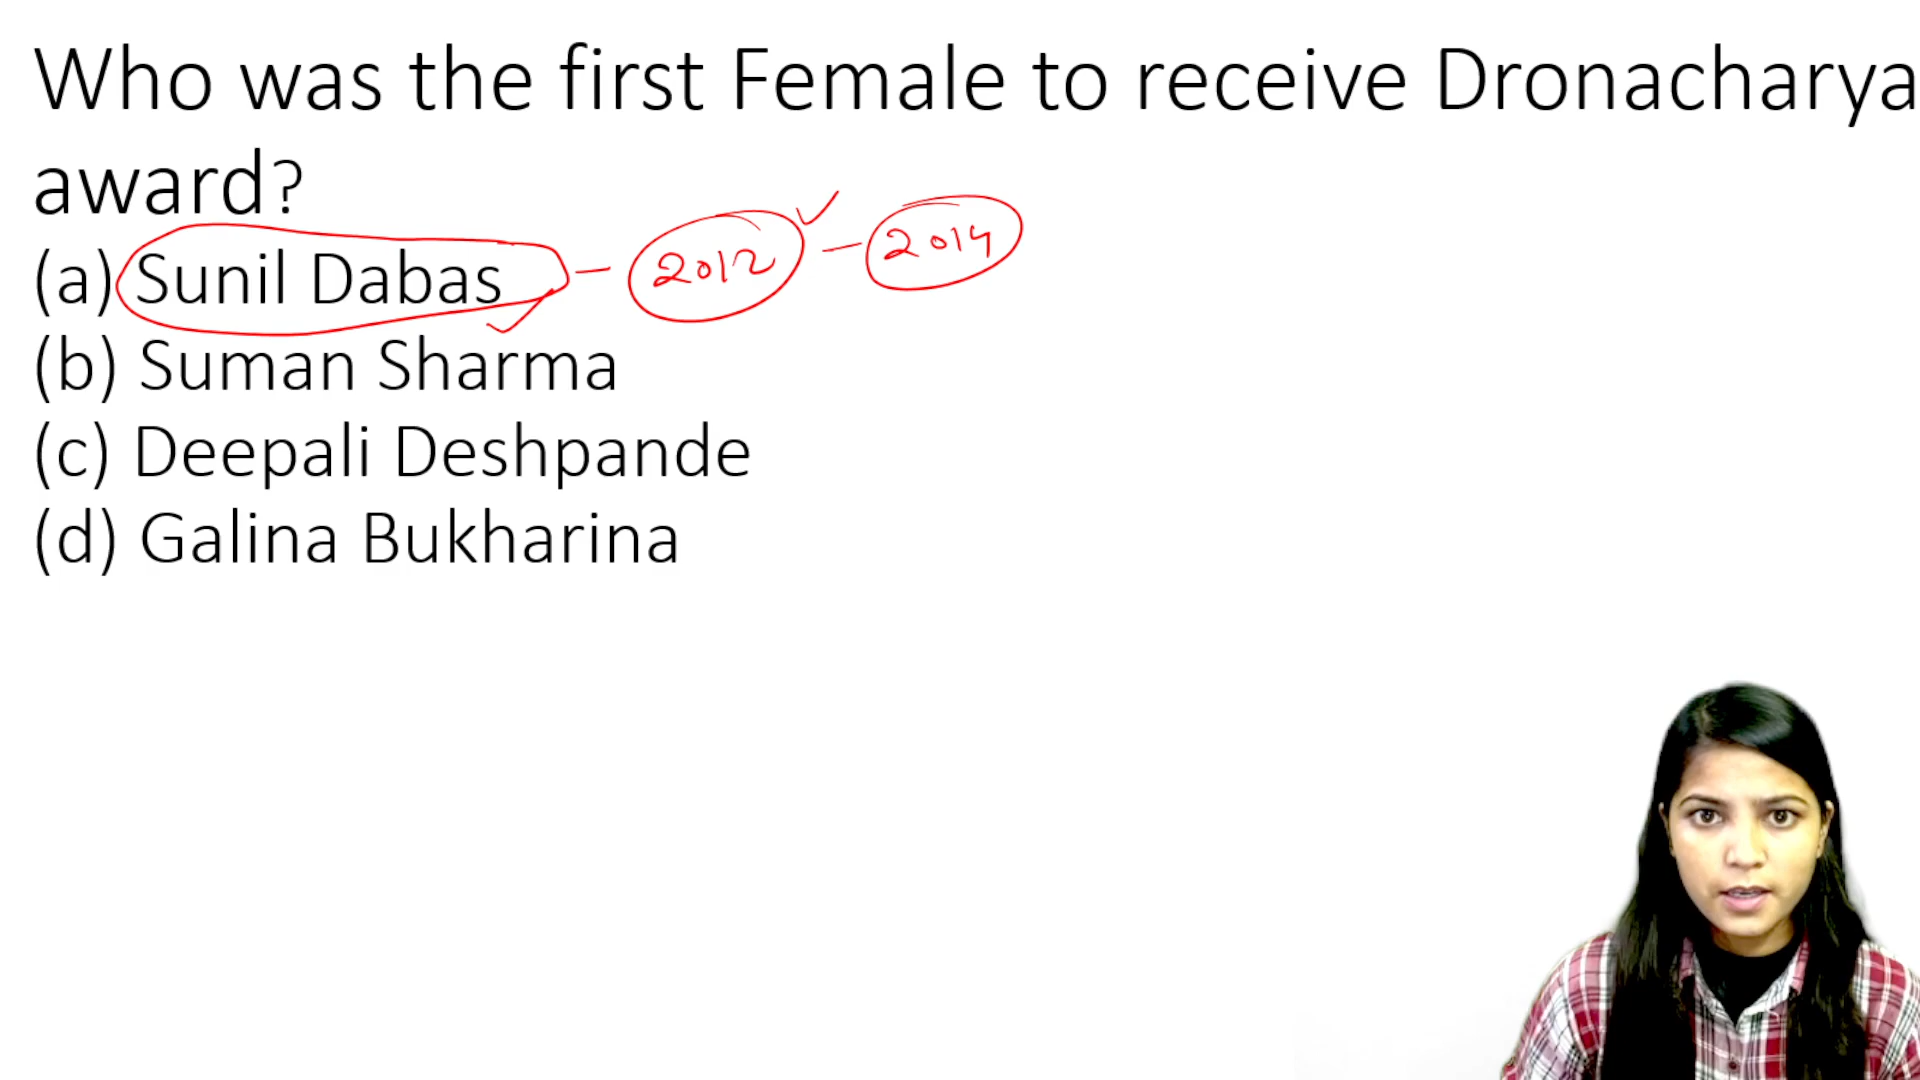 Who was the first Female to receive Dronacharya
award?
(a) Sunil Dabas - 2012 - 2014
(b) Suman Sharma
(c) Deepali Deshpande
(d) Galina Bukharina